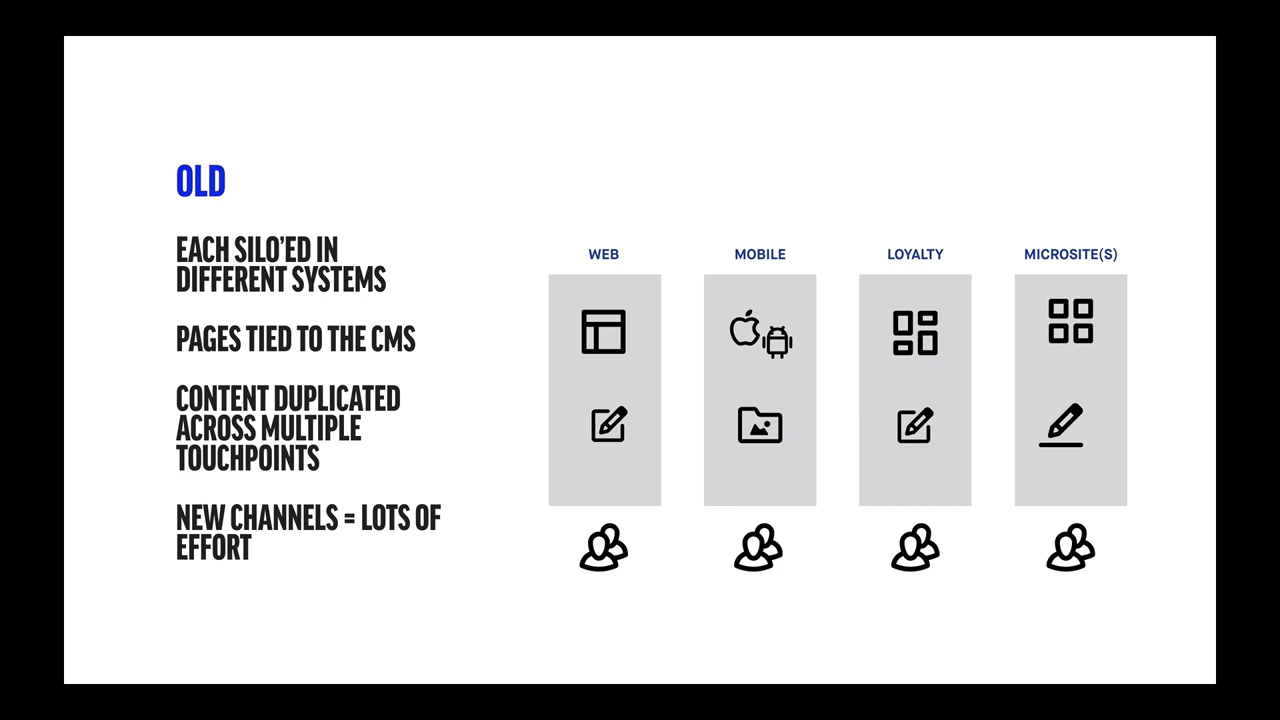 OLD
EACH SILO'ED IN
DIFFERENT SYSTEMS
PAGES TIED TO THE CMS
CONTENT DUPLICATED
ACROSS MULTIPLE
TOUCHPOINTS
NEW CHANNELS = LOTS OF
EFFORT
WEB
MOBILE
LOYALTY
MICROSITE(S)